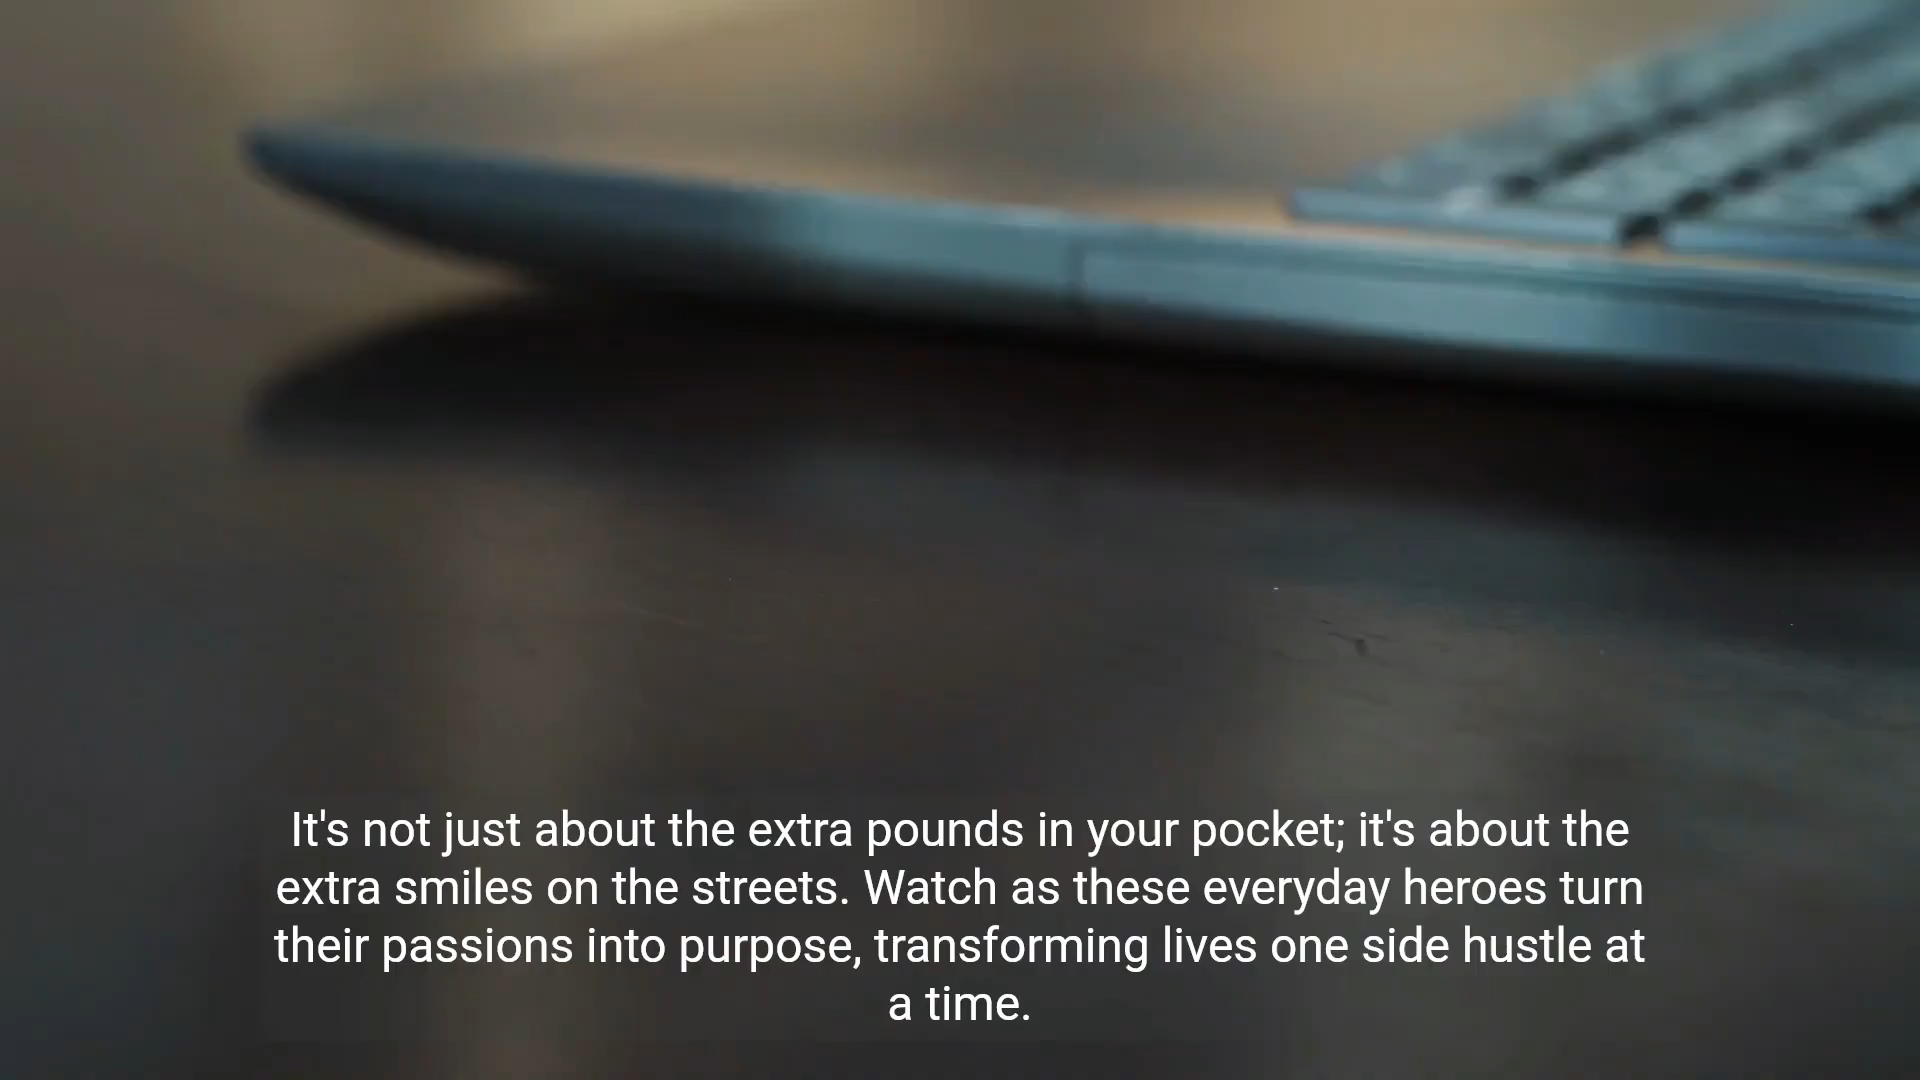 It's not just about the extra pounds in your pocket; it's about the
extra smiles on the streets. Watch as these everyday heroes turn
their passions into purpose, transforming lives one side hustle at
a time.